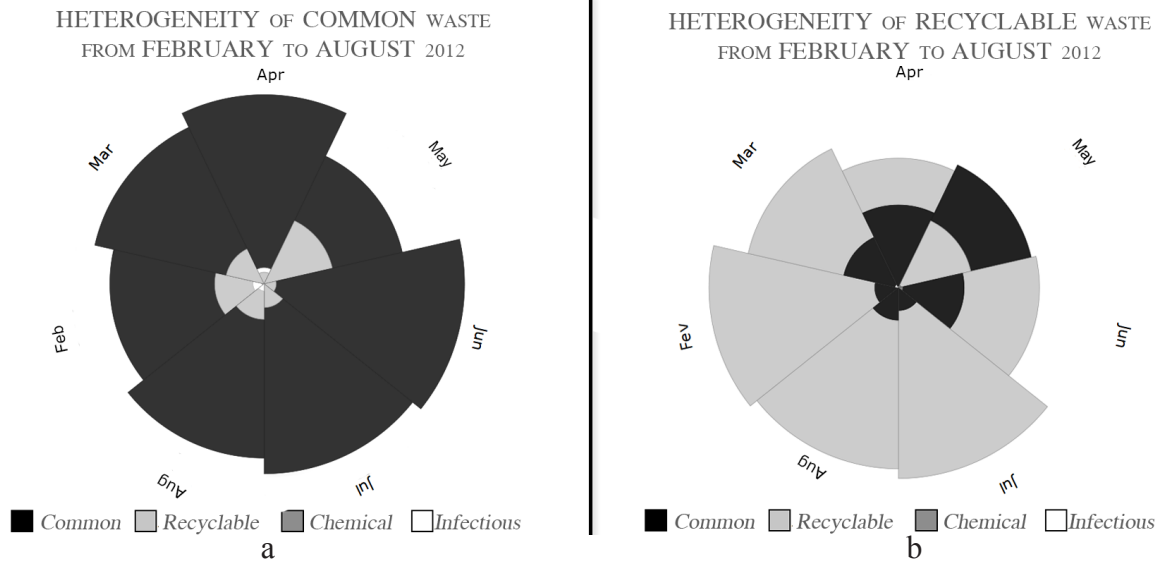 HETEROGENEITY OF COMMON WASTE
FROM FEBRUARY TO AUGUST 2012
Apr
May
Mar
Feb
Jun
Aug
Jul
Common Recyclable Chemical Infectious
a
HETEROGENEITY OF RECYCLABLE WASTE
FROM FEBRUARY TO AUGUST 2012
Apr
May
Mar
Fev
Jun
Aug
Jul
Common Recyclable Chemical Infectious
b